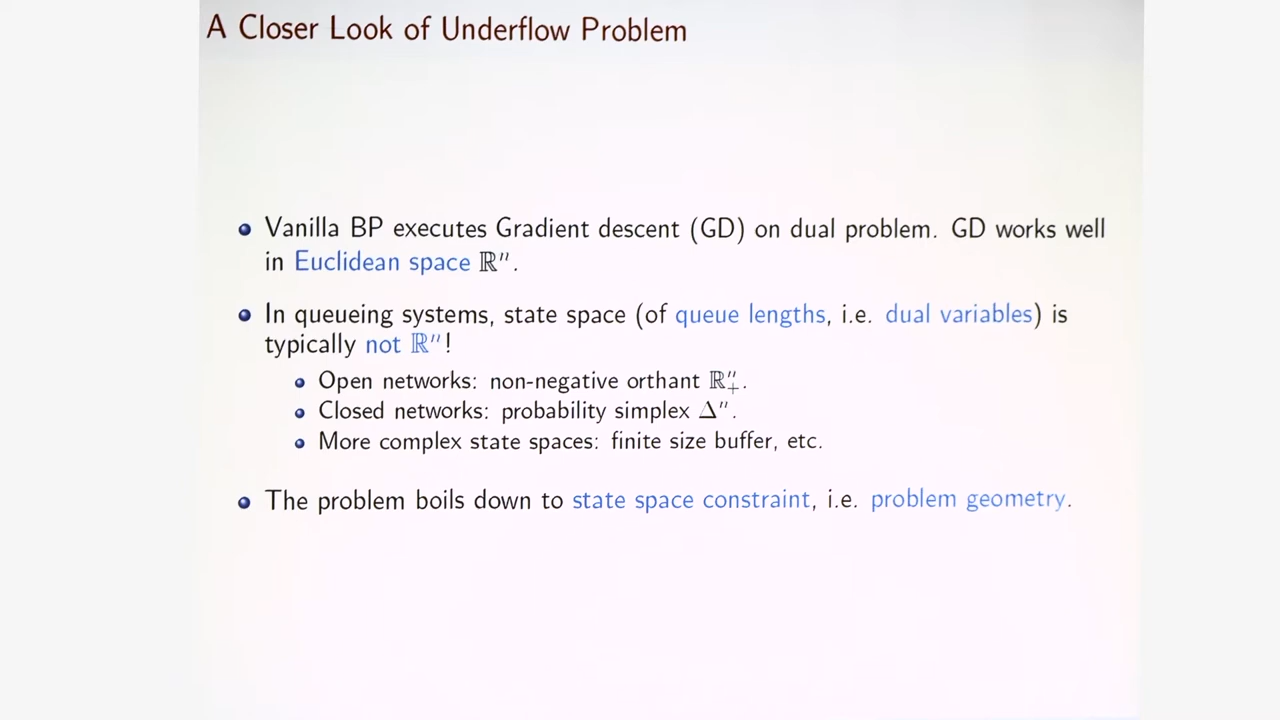 A Closer Look of Underflow Problem
Vanilla BP executes Gradient descent (GD) on dual problem. GD works well
in Euclidean space ℝⁿ.
In queueing systems, state space (of queue lengths, i.e. dual variables) is
typically not ℝⁿ!
Open networks: non-negative orthant ℝⁿ₊.
Closed networks: probability simplex Δⁿ.
More complex state spaces: finite size buffer, etc.
The problem boils down to state space constraint, i.e. problem geometry.